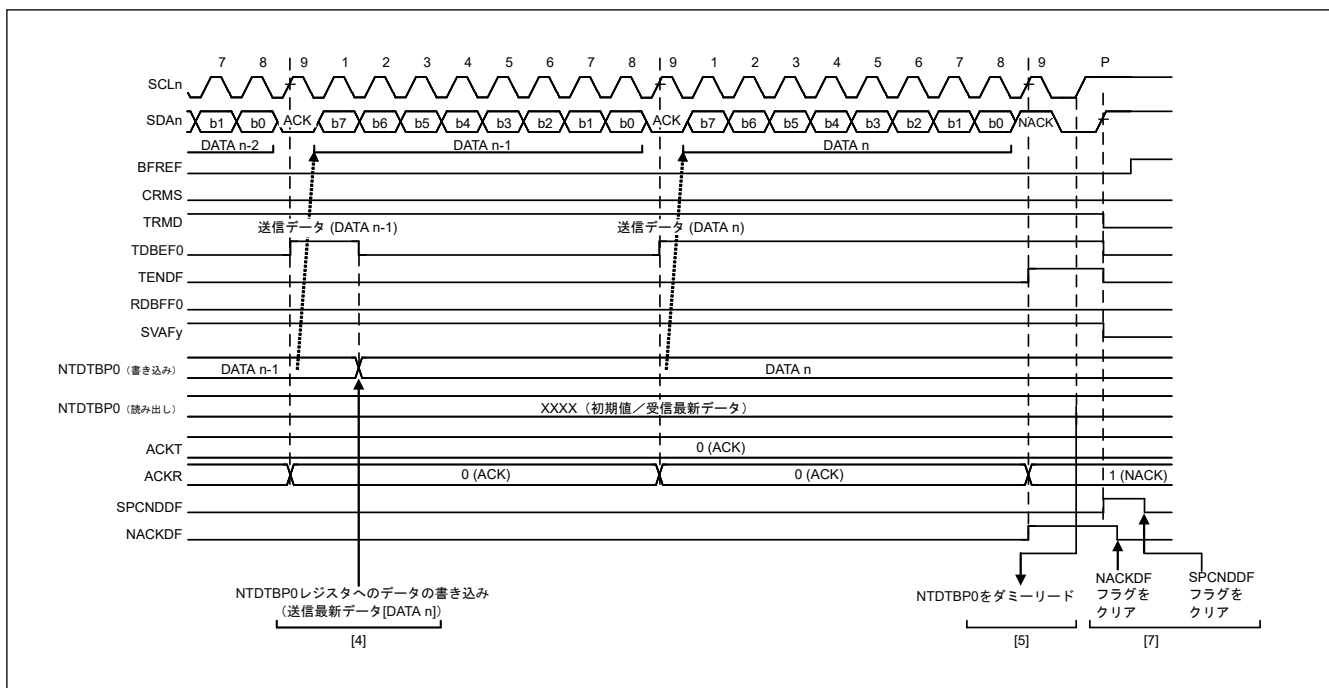 7 8 9 1 2 3 4 5 6 7 8 9 1 2 3 4 5 6 7 8 9 P
SCLn
SDAn b1 b0 ACK b7 b6 b5 b4 b3 b2 b1 b0 ACK b7 b6 b5 b4 b3 b2 b1 b0 NACK
DATA n-2 DATA n-1 DATA n
BFREF
CRMS
TRMD
送信データ (DATA n-1) 送信データ (DATA n)
TDBEF0
TENDF
RDBFF0
SVAFy
NTDTBP0（書き込み） DATA n-1 DATA n
NTDTBP0（読み出し） XXXX（初期値／受信最新データ）
ACKT 0 (ACK)
ACKR 0 (ACK) 0 (ACK) 1 (NACK)
SPCNDDF
NACKDF
NTDTBP0レジスタへのデータの書き込み
（送信最新データ[DATA n]）
[4]
NTDTBP0をダミーリード
[5]
NACKDF
フラグを
クリア
SPCNDDF
フラグを
クリア
[7]